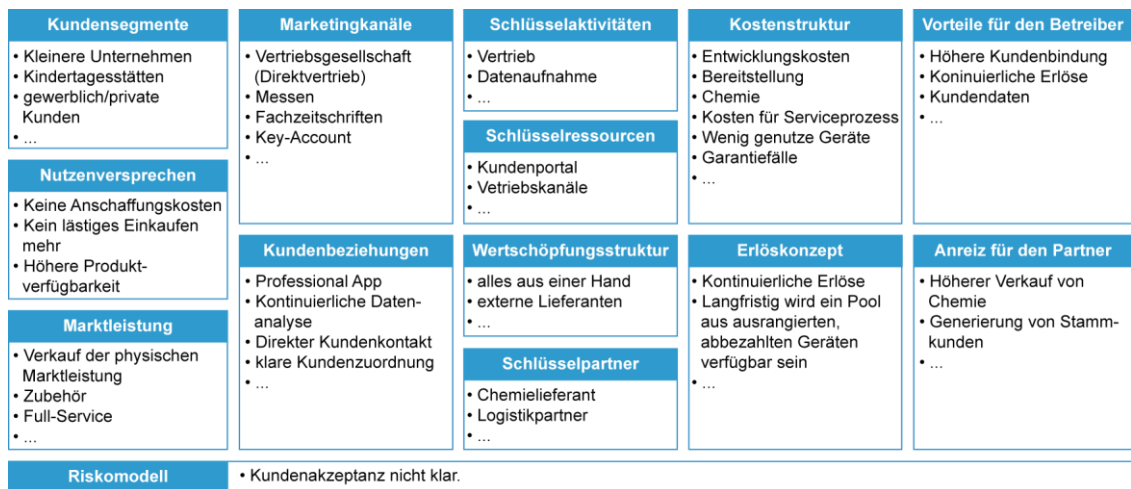 Kundensegmente
• Kleinere Unternehmen
• Kindertagesstätten
• gewerblich/private
Kunden
• ...
Nutzenversprechen
• Keine Anschaffungskosten
• Kein lästiges Einkaufen
mehr
• Höhere Produkt-
verfügbarkeit
Marktleistung
• Verkauf der physischen
Marktleistung
• Zubehör
• Full-Service
• ...
Marketingkanäle
• Vertriebsgesellschaft
(Direktvertrieb)
• Messen
• Fachzeitschriften
• Key-Account
• ...
Kundenbeziehungen
• Professional App
• Kontinuierliche Daten-
analyse
• Direkter Kundenkontakt
• klare Kundenzuordnung
• ...
Schlüsselaktivitäten
• Vertrieb
• Datenaufnahme
• ...
Schlüsselressourcen
• Kundenportal
• Vetriebskanäle
• ...
Wertschöpfungsstruktur
• alles aus einer Hand
• externe Lieferanten
• ...
Schlüsselpartner
• Chemielieferant
• Logistikpartner
• ...
Kostenstruktur
• Entwicklungskosten
• Bereitstellung
• Chemie
• Kosten für Serviceprozess
• Wenig genutze Geräte
• Garantiefälle
• ...
Erlöskonzept
• Kontinuierliche Erlöse
• Langfristig wird ein Pool
aus ausrangierten,
abbezahlten Geräten
verfügbar sein
• ...
Vorteile für den Betreiber
• Höhere Kundenbindung
• Koninuierliche Erlöse
• Kundendaten
• ...
Anreiz für den Partner
• Höherer Verkauf von
Chemie
• Generierung von Stamm-
kunden
• ...
Riskomodell
• Kundenakzeptanz nicht klar.